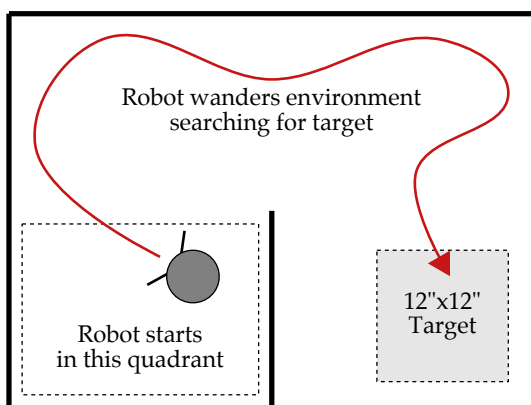 Robot wanders environment
searching for target
12"x12"
Target
Robot starts
in this quadrant